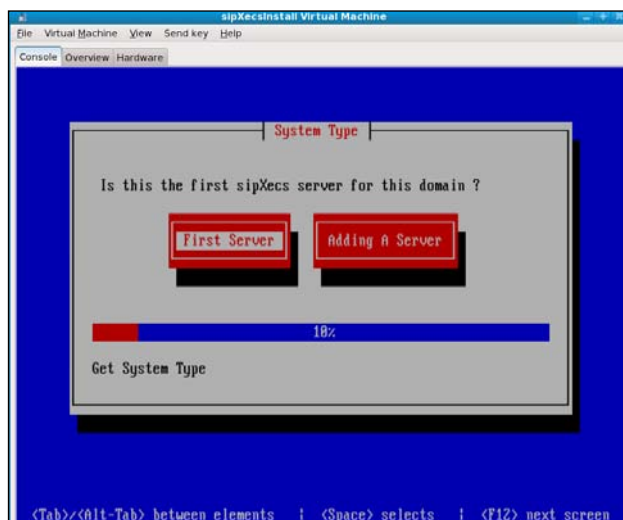 sipXecsInstall Virtual Machine
File Virtual Machine View Send key Help
Console Overview Hardware
System Type
Is this the first sipXecs server for this domain ?
First Server Adding A Server
10%
Get System Type
<Tab>/<Alt-Tab> between elements | <Space> selects | <F12> next screen